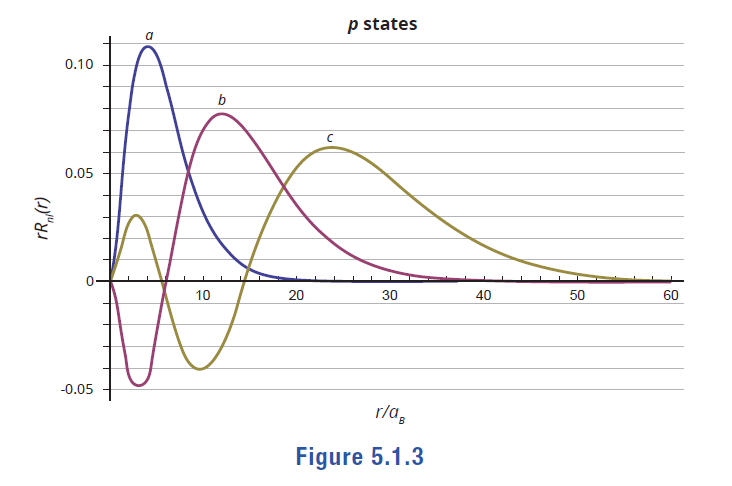 p states
a
0.10
b
c
0.05
rRnl(r)
0
10 20 30 40 50 60
-0.05
r/aB
Figure 5.1.3